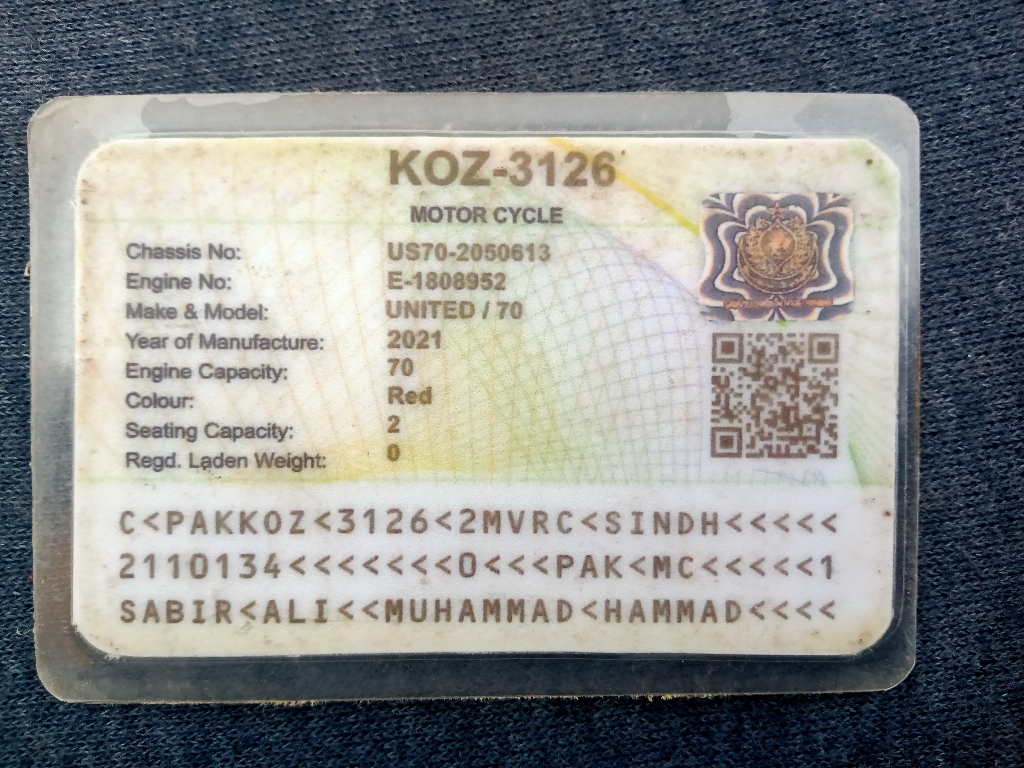 KOZ-3126
MOTOR CYCLE
Chassis No: US70-2050613
Engine No: E-1808952
Make & Model: UNITED / 70
Year of Manufacture: 2021
Engine Capacity: 70
Colour: Red
Seating Capacity: 2
Regd. Laden Weight: 0
C<PAKKOZ<3126<2MVRC<SINDH<<<<<
2110134<<<<<<<O<<<PAK<MC<<<<<1
SABIR<ALI<<MUHAMMAD<HAMMAD<<<<